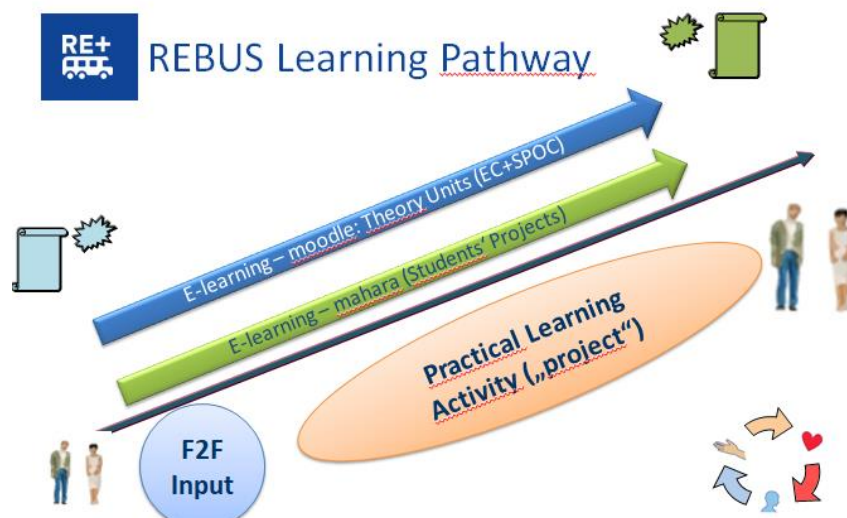 RE+
REBUS Learning Pathway
E-learning – moodle: Theory Units (EC+SPOC)
E-learning – mahara (Students’ Projects)
Practical Learning
Activity („project“)
F2F
Input